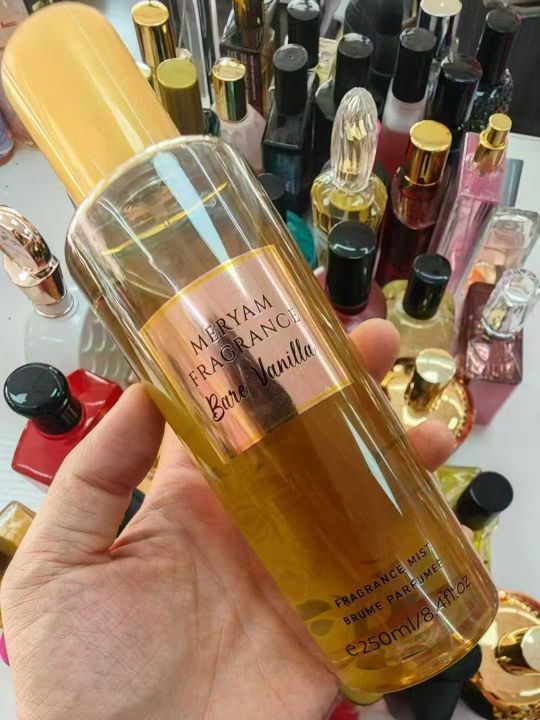 MERYAM
FRAGRANCE
Bare Vanilla
FRAGRANCE MIST
BRUME PARFUMÉE
e250ml/8.4fl.oz